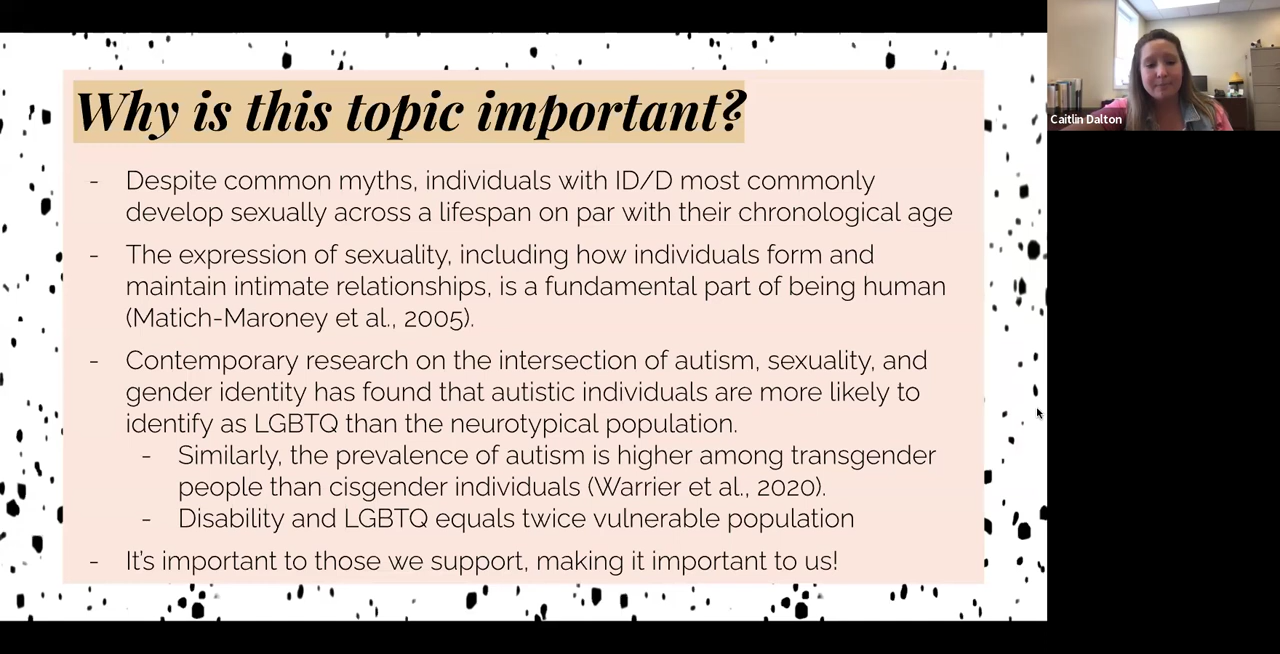 Why is this topic important?
- Despite common myths, individuals with ID/D most commonly
develop sexually across a lifespan on par with their chronological age
- The expression of sexuality, including how individuals form and
maintain intimate relationships, is a fundamental part of being human
(Matich-Maroney et al., 2005).
- Contemporary research on the intersection of autism, sexuality, and
gender identity has found that autistic individuals are more likely to
identify as LGBTQ than the neurotypical population.
- Similarly, the prevalence of autism is higher among transgender
people than cisgender individuals (Warrier et al., 2020).
- Disability and LGBTQ equals twice vulnerable population
- It's important to those we support, making it important to us!
Caitlin Dalton